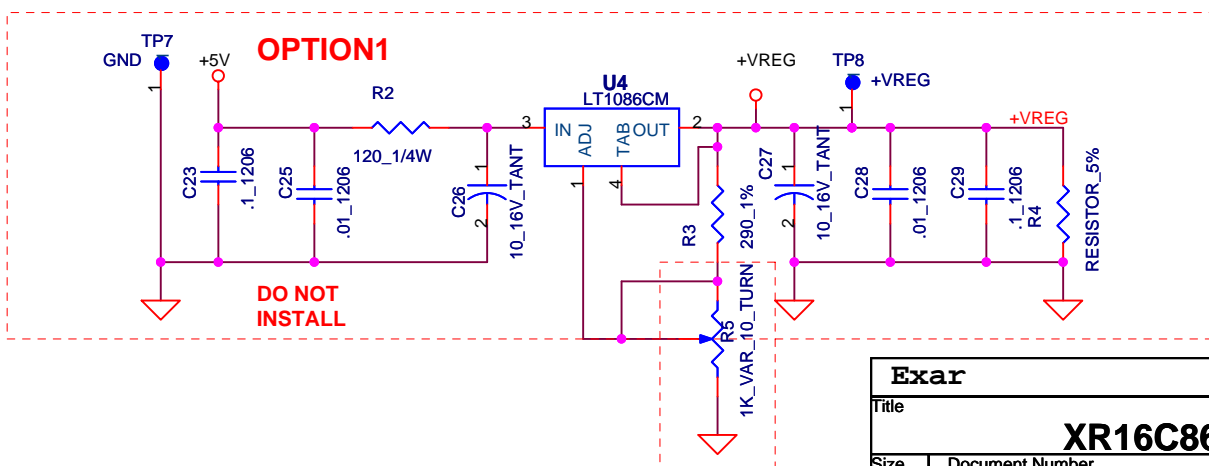 OPTION1
TP7
GND
1
+5V
R2
120_1/4W
C23
.1_1206
C25
.01_1206
C26
10_16V_TANT
1
2
DO NOT
INSTALL
U4
LT1086CM
3
IN
ADJ
TAB
OUT
2
1
4
R3
290_1%
R5
1K_VAR_10_TURN
+VREG
TP8
+VREG
1
+VREG
C27
10_16V_TANT
1
2
C28
.01_1206
C29
.1_1206
R4
RESISTOR_5%
Exar
Title
XR16C86
Size
Document Number